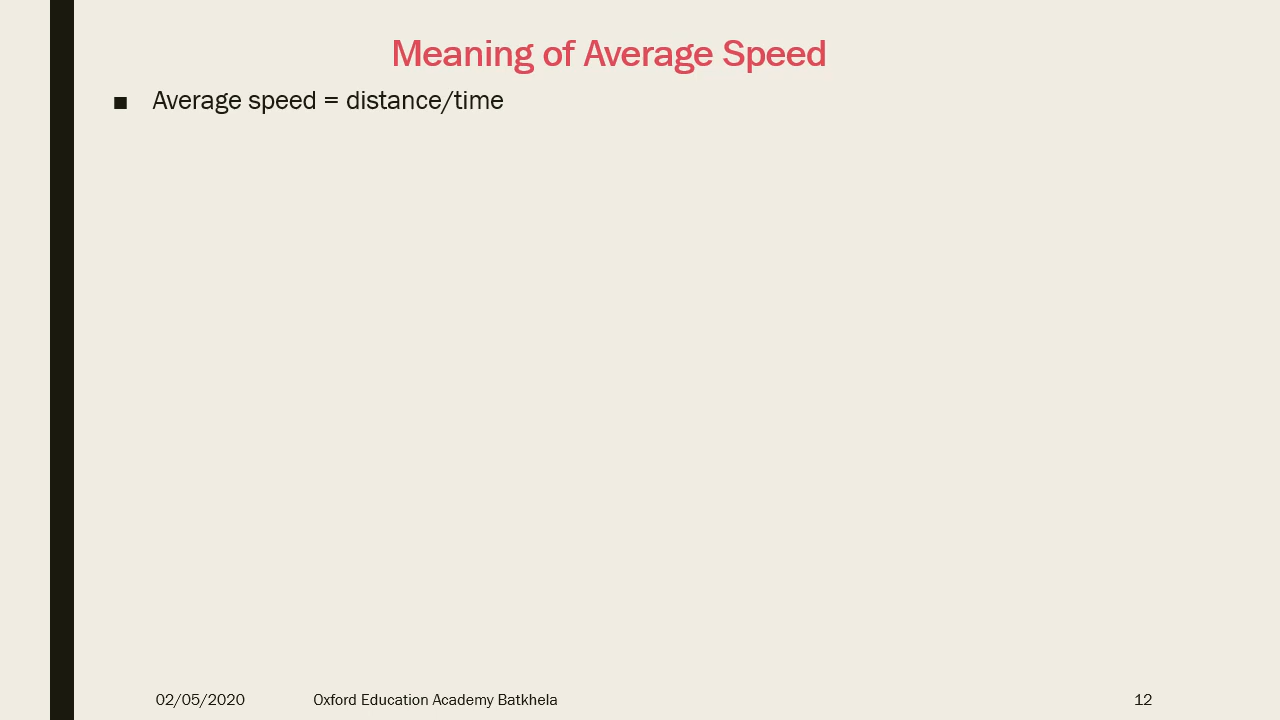 Meaning of Average Speed
■ Average speed = distance/time
02/05/2020 Oxford Education Academy Batkhela 12